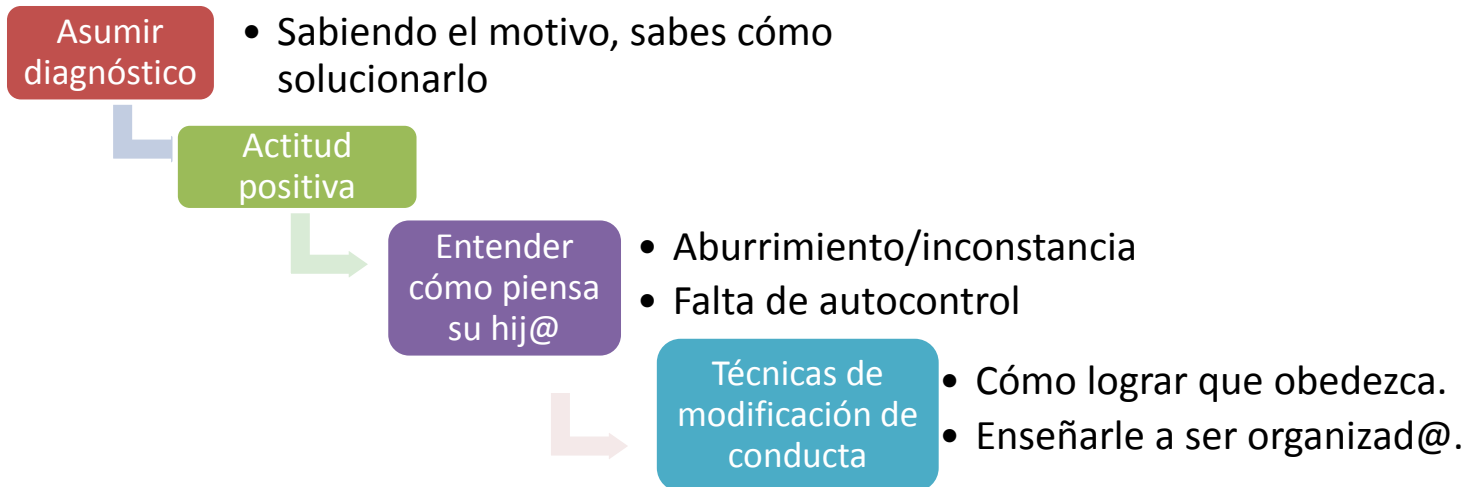 Asumir
diagnóstico
• Sabiendo el motivo, sabes cómo
solucionarlo
Actitud
positiva
Entender
cómo piensa
su hij@
• Aburrimiento/inconstancia
• Falta de autocontrol
Técnicas de
modificación de
conducta
• Cómo lograr que obedezca.
• Enseñarle a ser organizad@.